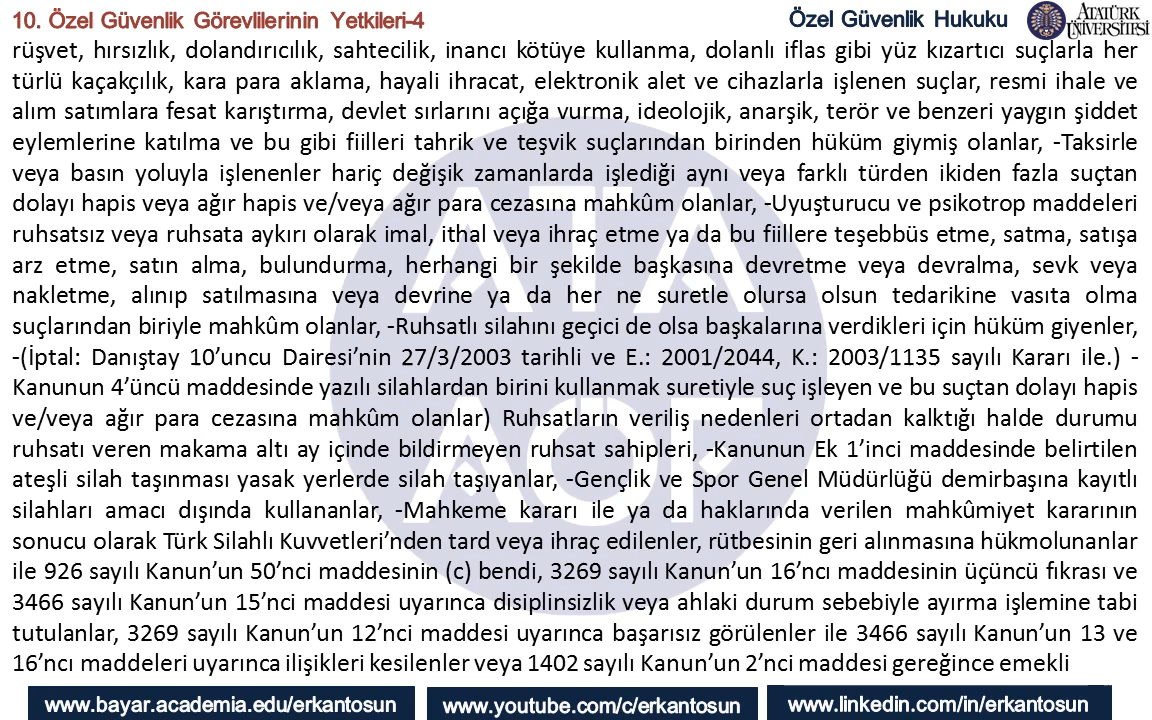 10. Özel Güvenlik Görevlilerinin Yetkileri-4
Özel Güvenlik Hukuku
ATATÜRK
ÜNİVERSİTESİ
rüşvet, hırsızlık, dolandırıcılık, sahtecilik, inancı kötüye kullanma, dolanlı iflas gibi yüz kızartıcı suçlarla her
türlü kaçakçılık, kara para aklama, hayali ihracat, elektronik alet ve cihazlarla işlenen suçlar, resmi ihale ve
alım satımlara fesat karıştırma, devlet sırlarını açığa vurma, ideolojik, anarşik, terör ve benzeri yaygın şiddet
eylemlerine katılma ve bu gibi fiilleri tahrik ve teşvik suçlarından birinden hüküm giymiş olanlar, -Taksirle
veya basın yoluyla işlenenler hariç değişik zamanlarda işlediği aynı veya farklı türden ikiden fazla suçtan
dolayı hapis veya ağır hapis ve/veya ağır para cezasına mahkûm olanlar, -Uyuşturucu ve psikotrop maddeleri
ruhsatsız veya ruhsata aykırı olarak imal, ithal veya ihraç etme ya da bu fiillere teşebbüs etme, satma, satışa
arz etme, satın alma, bulundurma, herhangi bir şekilde başkasına devretme veya devralma, sevk veya
nakletme, alınıp satılmasına veya devrine ya da her ne suretle olursa olsun tedarikine vasıta olma
suçlarından biriyle mahkûm olanlar, -Ruhsatlı silahını geçici de olsa başkalarına verdikleri için hüküm giyenler,
-(İptal: Danıştay 10’uncu Dairesi’nin 27/3/2003 tarihli ve E.: 2001/2044, K.: 2003/1135 sayılı Kararı ile.) -
Kanunun 4’üncü maddesinde yazılı silahlardan birini kullanmak suretiyle suç işleyen ve bu suçtan dolayı hapis
ve/veya ağır para cezasına mahkûm olanlar) Ruhsatların veriliş nedenleri ortadan kalktığı halde durumu
ruhsatı veren makama altı ay içinde bildirmeyen ruhsat sahipleri, -Kanunun Ek 1’inci maddesinde belirtilen
ateşli silah taşınması yasak yerlerde silah taşıyanlar, -Gençlik ve Spor Genel Müdürlüğü demirbaşına kayıtlı
silahları amacı dışında kullananlar, -Mahkeme kararı ile ya da haklarında verilen mahkûmiyet kararının
sonucu olarak Türk Silahlı Kuvvetleri’nden tard veya ihraç edilenler, rütbesinin geri alınmasına hükmolunanlar
ile 926 sayılı Kanun’un 50’nci maddesinin (c) bendi, 3269 sayılı Kanun’un 16’ncı maddesinin üçüncü fıkrası ve
3466 sayılı Kanun’un 15’nci maddesi uyarınca disiplinsizlik veya ahlaki durum sebebiyle ayırma işlemine tabi
tutulanlar, 3269 sayılı Kanun’un 12’nci maddesi uyarınca başarısız görülenler ile 3466 sayılı Kanun’un 13 ve
16’ncı maddeleri uyarınca ilişikleri kesilenler veya 1402 sayılı Kanun’un 2’nci maddesi gereğince emekli
ATA
AÖF
www.bayar.academia.edu/erkantosun
www.youtube.com/c/erkantosun
www.linkedin.com/in/erkantosun